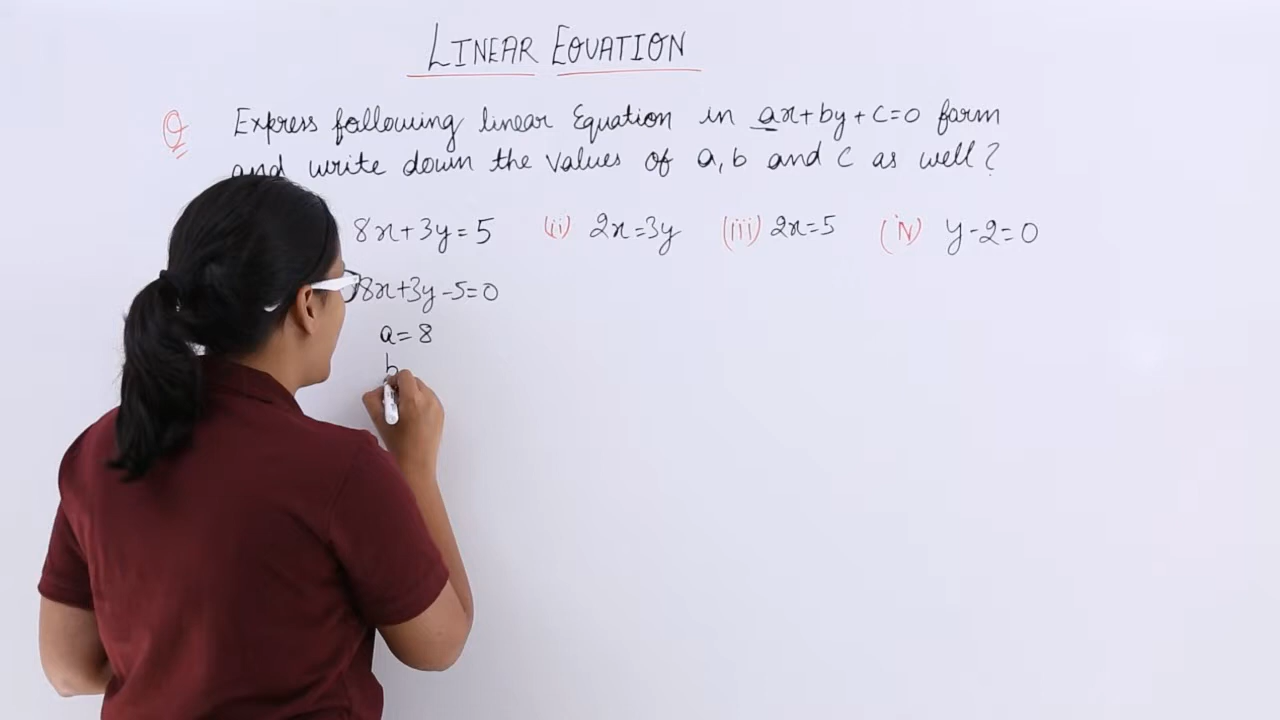 LINEAR EQUATION
Q Express following linear Equation in ax+by+c=0 form
and write down the values of a, b and c as well?
8x+3y=5 (ii) 2x=3y (iii) 2x=5 (iv) y-2=0
8x+3y-5=0
a=8
b